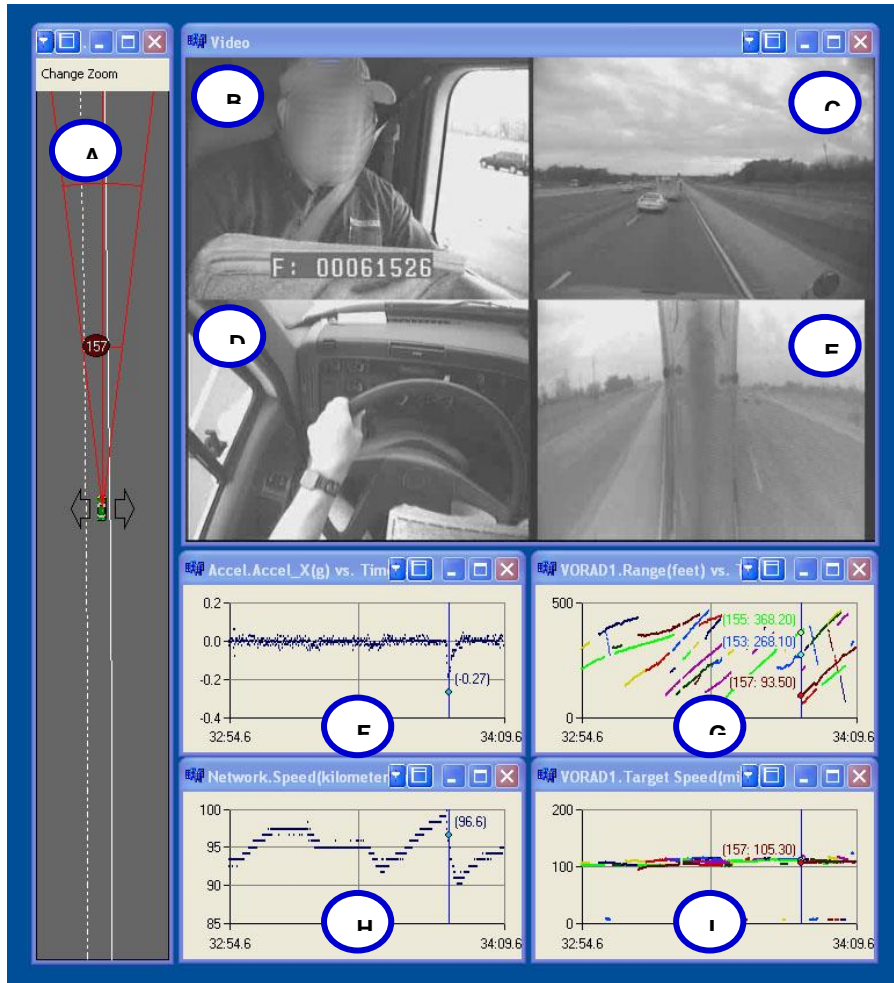 Video
Change Zoom
A
B
C
F: 00061526
D
157
Accel.Accel_X(g) vs. Tim
0.2
0.0
-0.2
-0.4
(-0.27)
32:54.6
34:09.6
VORAD1.Range(feet) vs. T
500
0
(155: 368.20)
(153: 268.10)
(157: 93.50)
G
32:54.6
34:09.6
Network.Speed(kilometer
100
95
90
85
(96.6)
H
32:54.6
34:09.6
VORAD1.Target Speed(mi
200
100
0
(157: 105.30)
32:54.6
34:09.6